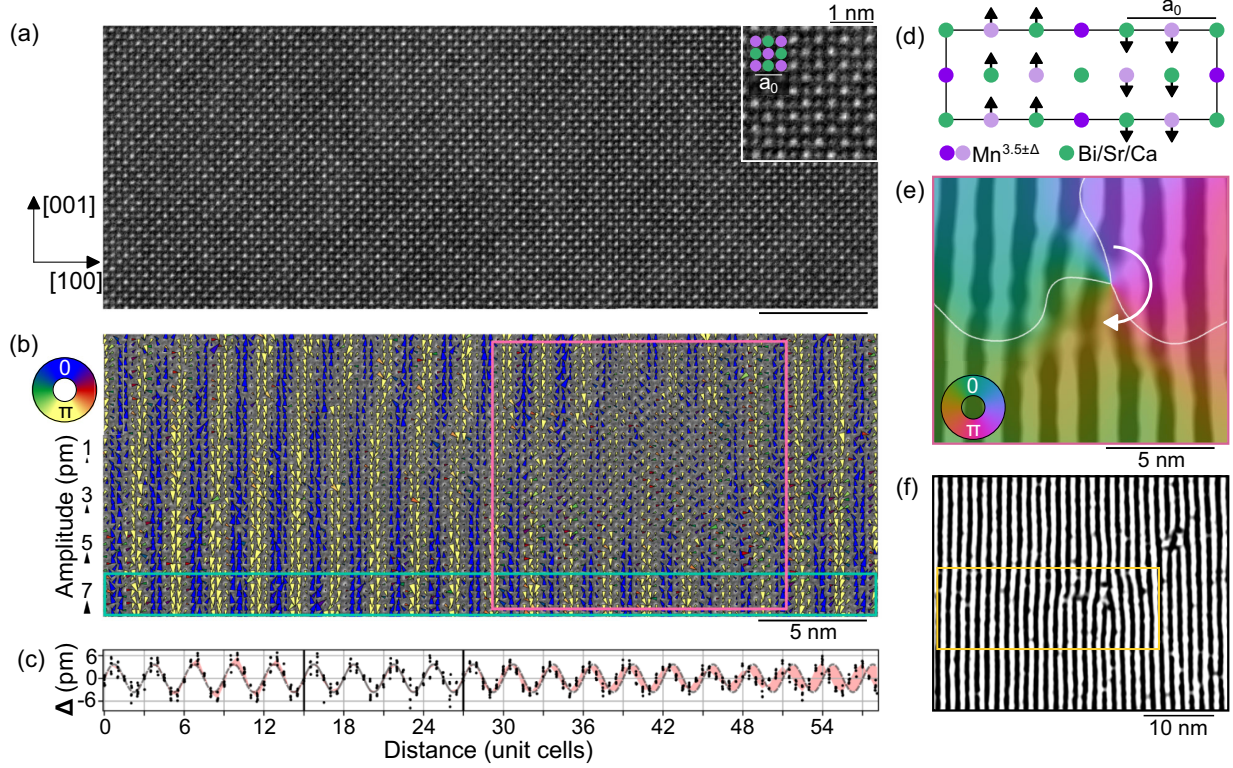 (a)
1 nm
a₀
[001]
[100]
(b)
0
π
Amplitude (pm)
1
3
5
7
5 nm
(c)
Δ (pm)
6
0
-6
0 6 12 18 24 30 36 42 48 54
Distance (unit cells)
(d)
a₀
Mn³·⁵±Δ Bi/Sr/Ca
(e)
0
π
5 nm
(f)
10 nm